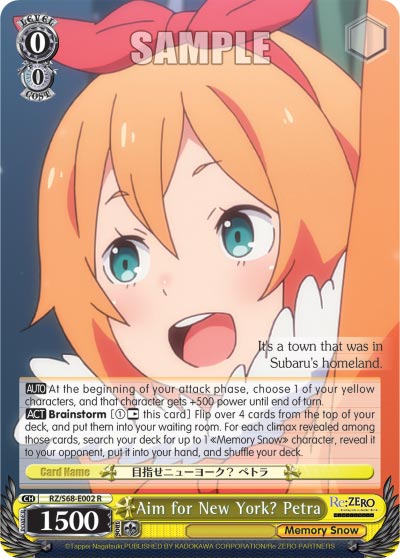 LEVEL
0
0
COST
SAMPLE
It's a town that was in
Subaru's homeland.
AUTO At the beginning of your attack phase, choose 1 of your yellow
characters, and that character gets +500 power until end of turn.
ACT Brainstorm [① this card] Flip over 4 cards from the top of your
deck, and put them into your waiting room. For each climax revealed among
those cards, search your deck for up to 1 «Memory Snow» character, reveal it
to your opponent, put it into your hand, and shuffle your deck.
Card Name 目指せニューヨーク? ペトラ
CD RZ/S68-E002 R
POWER 1500 SOUL Aim for New York? Petra Re:ZERO
Memory Snow
©Tappei Nagatsuki,PUBLISHED BY KADOKAWA CORPORATION/Re:ZERO PARTNERS